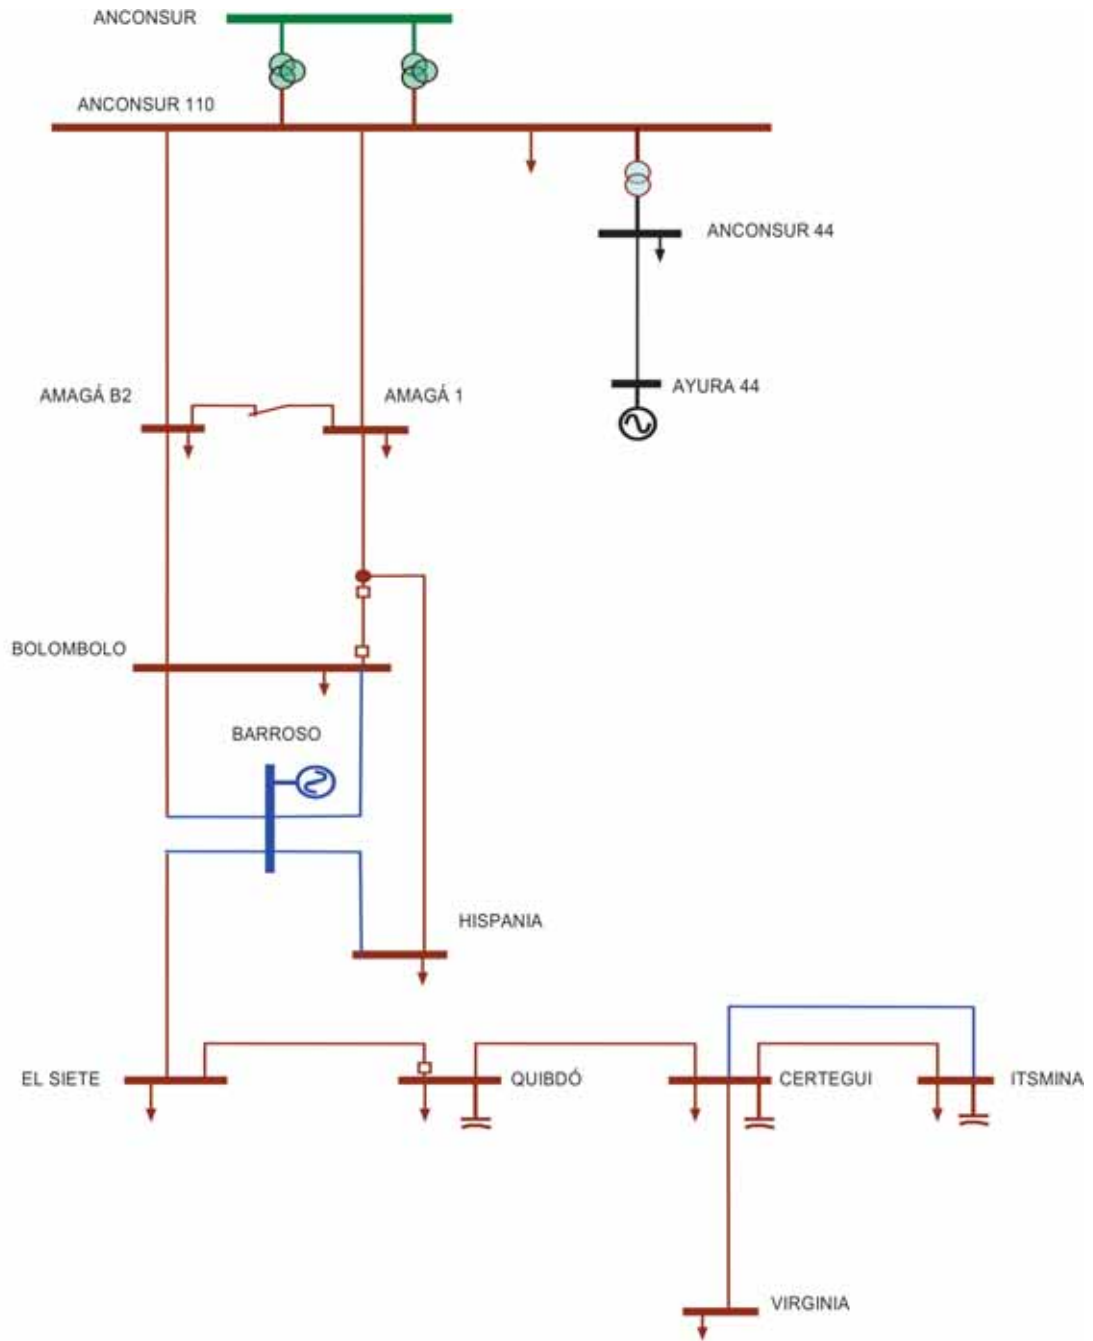 ANCONSUR
ANCONSUR 110
ANCONSUR 44
AYURA 44
AMAGÁ B2
AMAGÁ 1
BOLOMBOLO
BARROSO
HISPANIA
EL SIETE
QUIBDÓ
CERTEGUI
ITSMINA
VIRGINIA